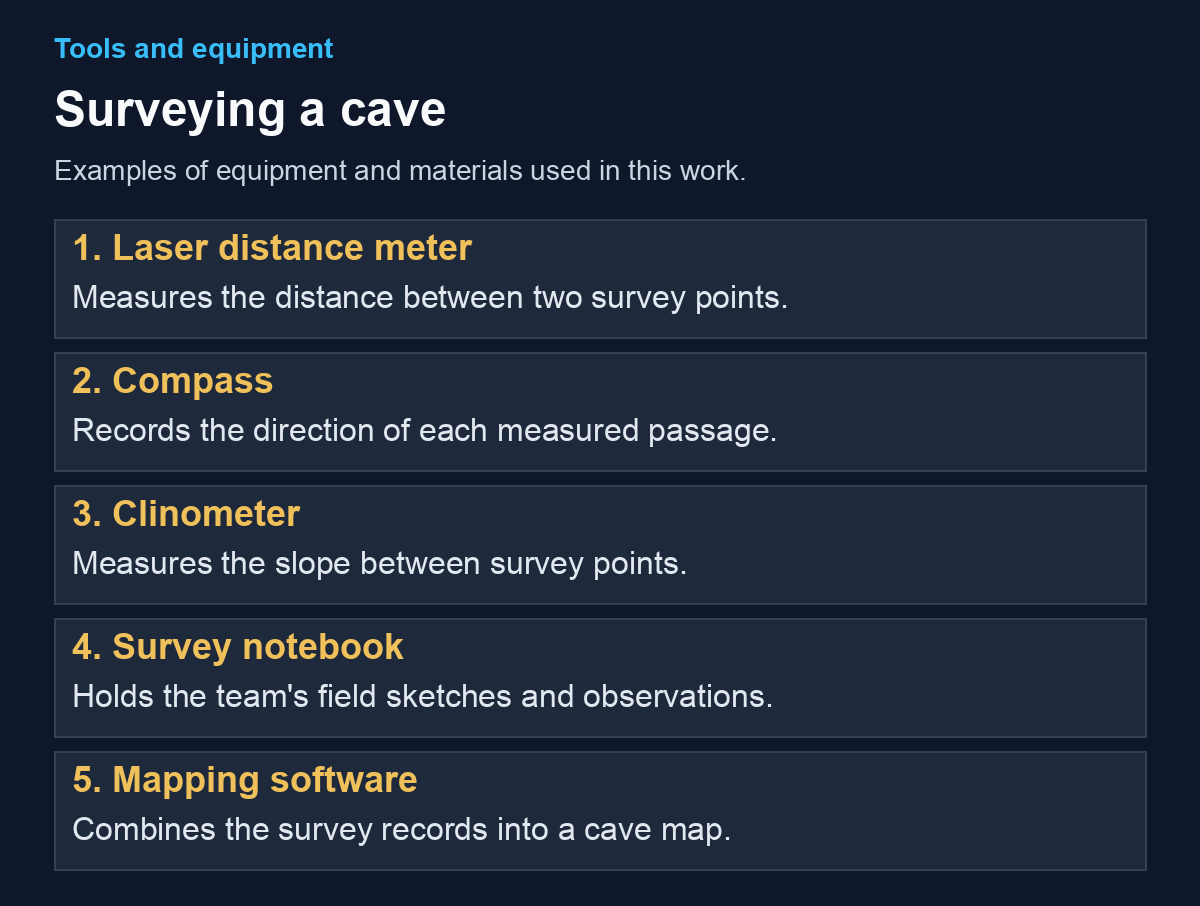 Tools and equipment
Surveying a cave
Examples of equipment and materials used in this work.
1. Laser distance meter
Measures the distance between two survey points.
2. Compass
Records the direction of each measured passage.
3. Clinometer
Measures the slope between survey points.
4. Survey notebook
Holds the team's field sketches and observations.
5. Mapping software
Combines the survey records into a cave map.